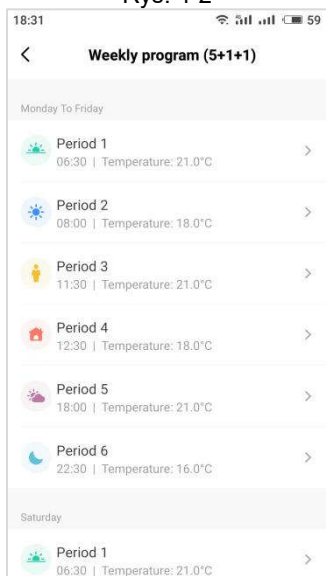 Rys. 4-2
18:31 59
Weekly program (5+1+1)
Monday To Friday
Period 1
06:30 | Temperature: 21.0°C
Period 2
08:00 | Temperature: 18.0°C
Period 3
11:30 | Temperature: 21.0°C
Period 4
12:30 | Temperature: 18.0°C
Period 5
18:00 | Temperature: 21.0°C
Period 6
22:30 | Temperature: 16.0°C
Saturday
Period 1
06:30 | Temperature: 21.0°C